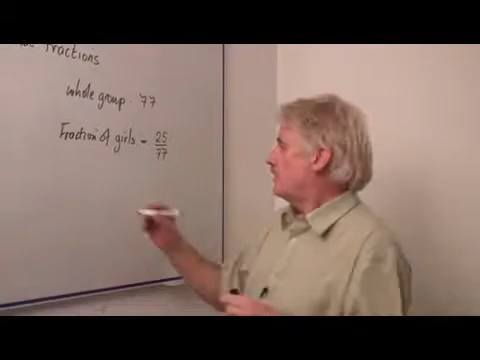 Fractions
whole group. 77
Fraction of girls = 25/77